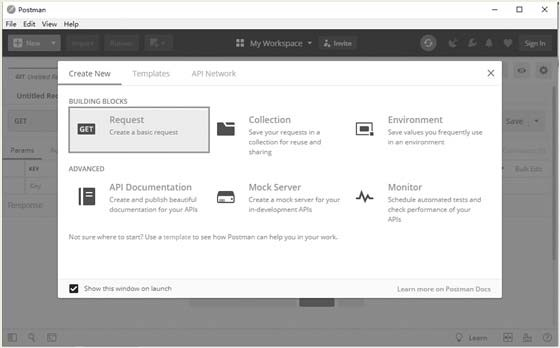 Postman
File Edit View Help
New Import Runner My Workspace Invite Sign In
Create New Templates API Network
BUILDING BLOCKS
GET
Request
Create a basic request
Collection
Save your requests in a
collection for reuse and
sharing
Environment
Save values you frequently use
in an environment
ADVANCED
API Documentation
Create and publish beautiful
documentation for your APIs
Mock Server
Create a mock server for your
in-development APIs
Monitor
Schedule automated tests and
check performance of your
APIs
Not sure where to start? Use a template to see how Postman can help you in your work.
Show this window on launch
Learn more on Postman Docs
GET Untitled Re
Untitled Rec
GET
Save
Params
KEY
Bulk Edit
Key
Response
Learn